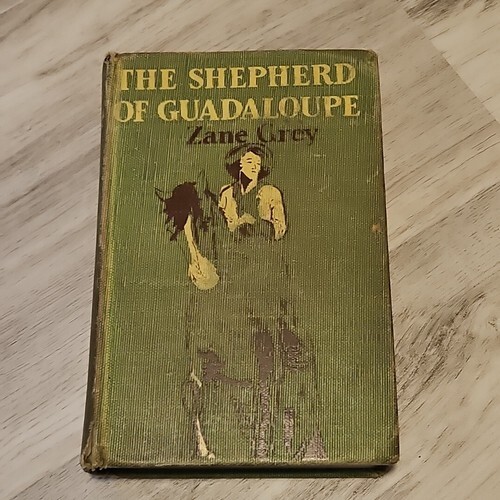 THE SHEPHERD
OF GUADALOUPE
Zane Grey